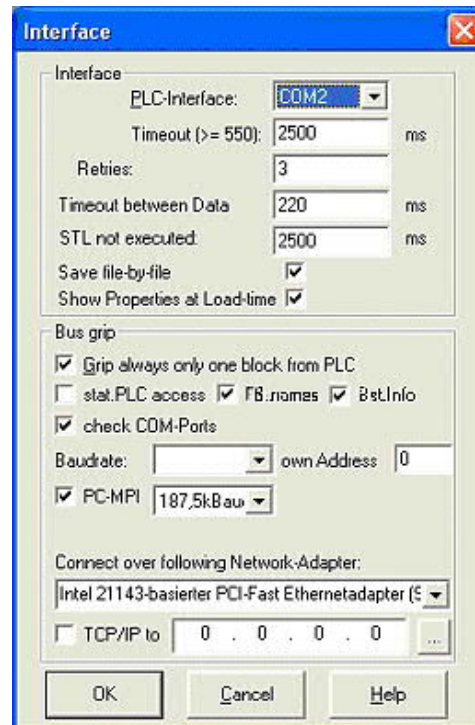 Interface
Interface
PLC-Interface: COM2
Timeout (>= 550): 2500 ms
Retries: 3
Timeout between Data 220 ms
STL not executed: 2500 ms
Save file-by-file
Show Properties at Load-time
Bus grip
Grip always only one block from PLC
stat.PLC access FB.names Bst.Info
check COM-Ports
Baudrate: own Address 0
PC-MPI 187,5kBau
Connect over following Network-Adapter:
Intel 21143-basierter PCI-Fast Ethernetadapter (S
TCP/IP to 0 . 0 . 0 . 0 ...
OK Cancel Help